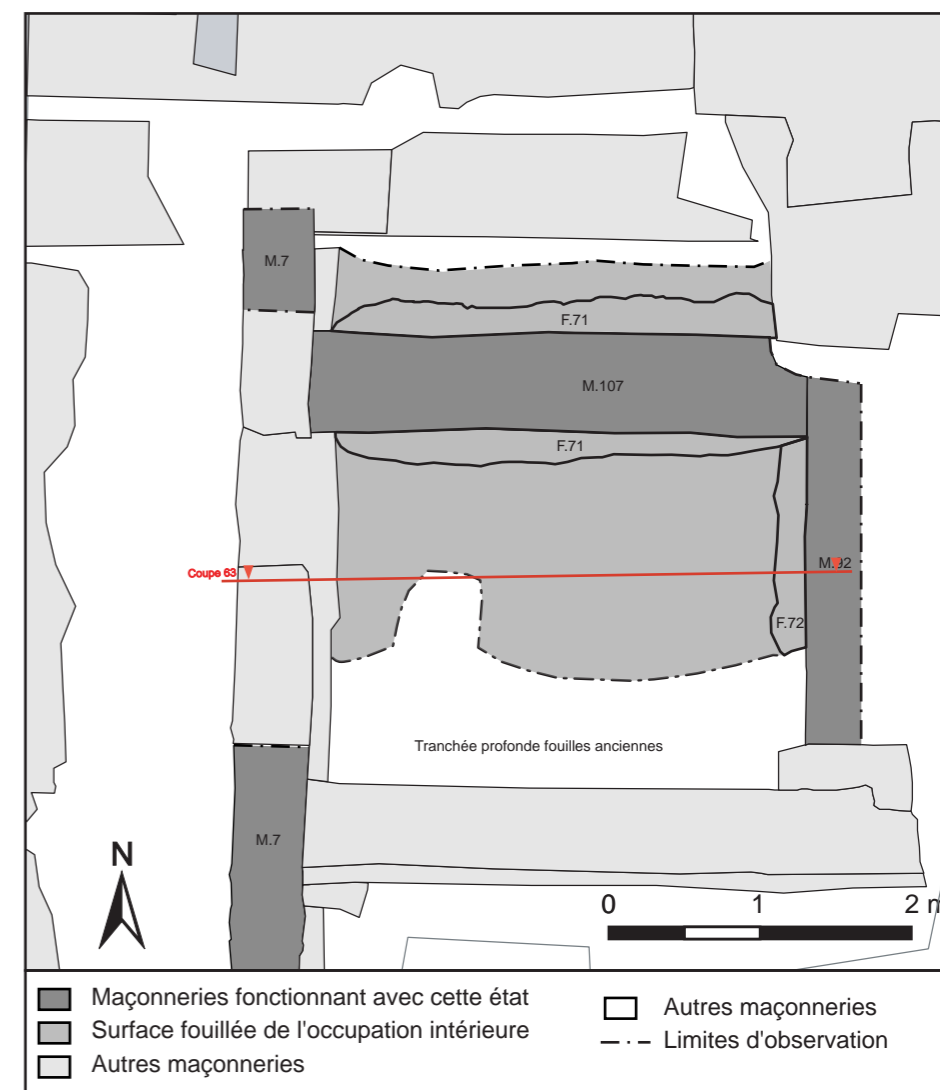 M.7
F.71
M.107
F.71
Coupe 63
M.92
F.72
Tranchée profonde fouilles anciennes
M.7
N
0 1 2 m
Maçonneries fonctionnant avec cette état
Surface fouillée de l'occupation intérieure
Autres maçonneries
Autres maçonneries
Limites d'observation